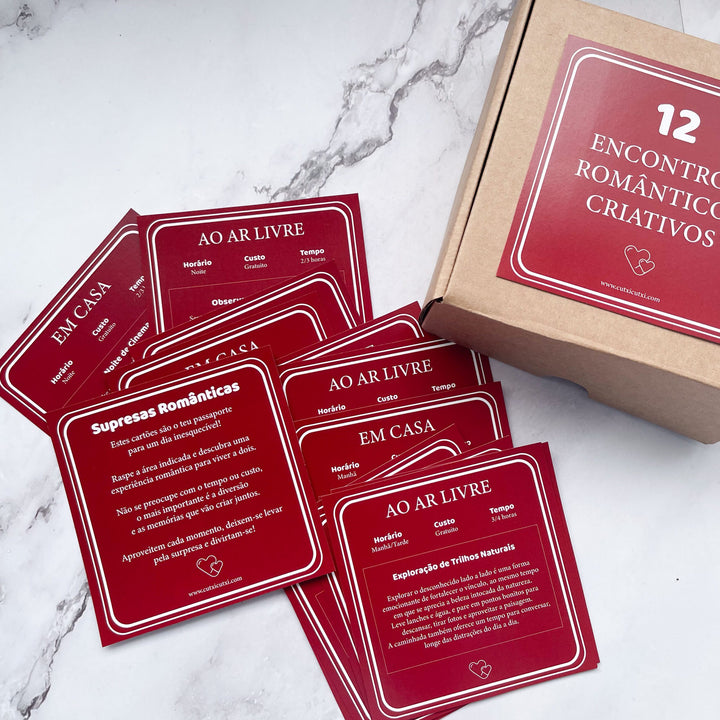 12
ENCONTRO
ROMÂNTICO
CRIATIVOS
www.cutxicutxi.com
AO AR LIVRE
Horário Custo Tempo
Noite Gratuito 2/3 horas
EM CASA
Horário Custo
Noite Gratuito
2/3
Noite de Cinema
EM CASA
AO AR LIVRE
Horário Tempo
EM CASA
Horário
Manhã
Supresas Românticas
Estes cartões são o teu passaporte
para um dia inesquecível!
Raspe a área indicada e descubra uma
experiência romântica para viver a dois.
Não se preocupe com o tempo ou custo,
o mais importante é a diversão
e as memórias que vão criar juntos.
Aproveitem cada momento, deixem-se levar
pela surpresa e divirtam-se!
www.cutxicutxi.com
AO AR LIVRE
Horário Custo Tempo
Manhã/Tarde Gratuito 3/4 horas
Exploração de Trilhos Naturais
Explorar o desconhecido lado a lado é uma forma
emocionante de fortalecer o vínculo, ao mesmo tempo
em que se aprecia a beleza intocada da natureza.
Leve lanches e água, e pare em pontos bonitos para
descansar, tirar fotos e aproveitar a paisagem.
A caminhada também oferece um tempo para conversar,
longe das distrações do dia a dia.